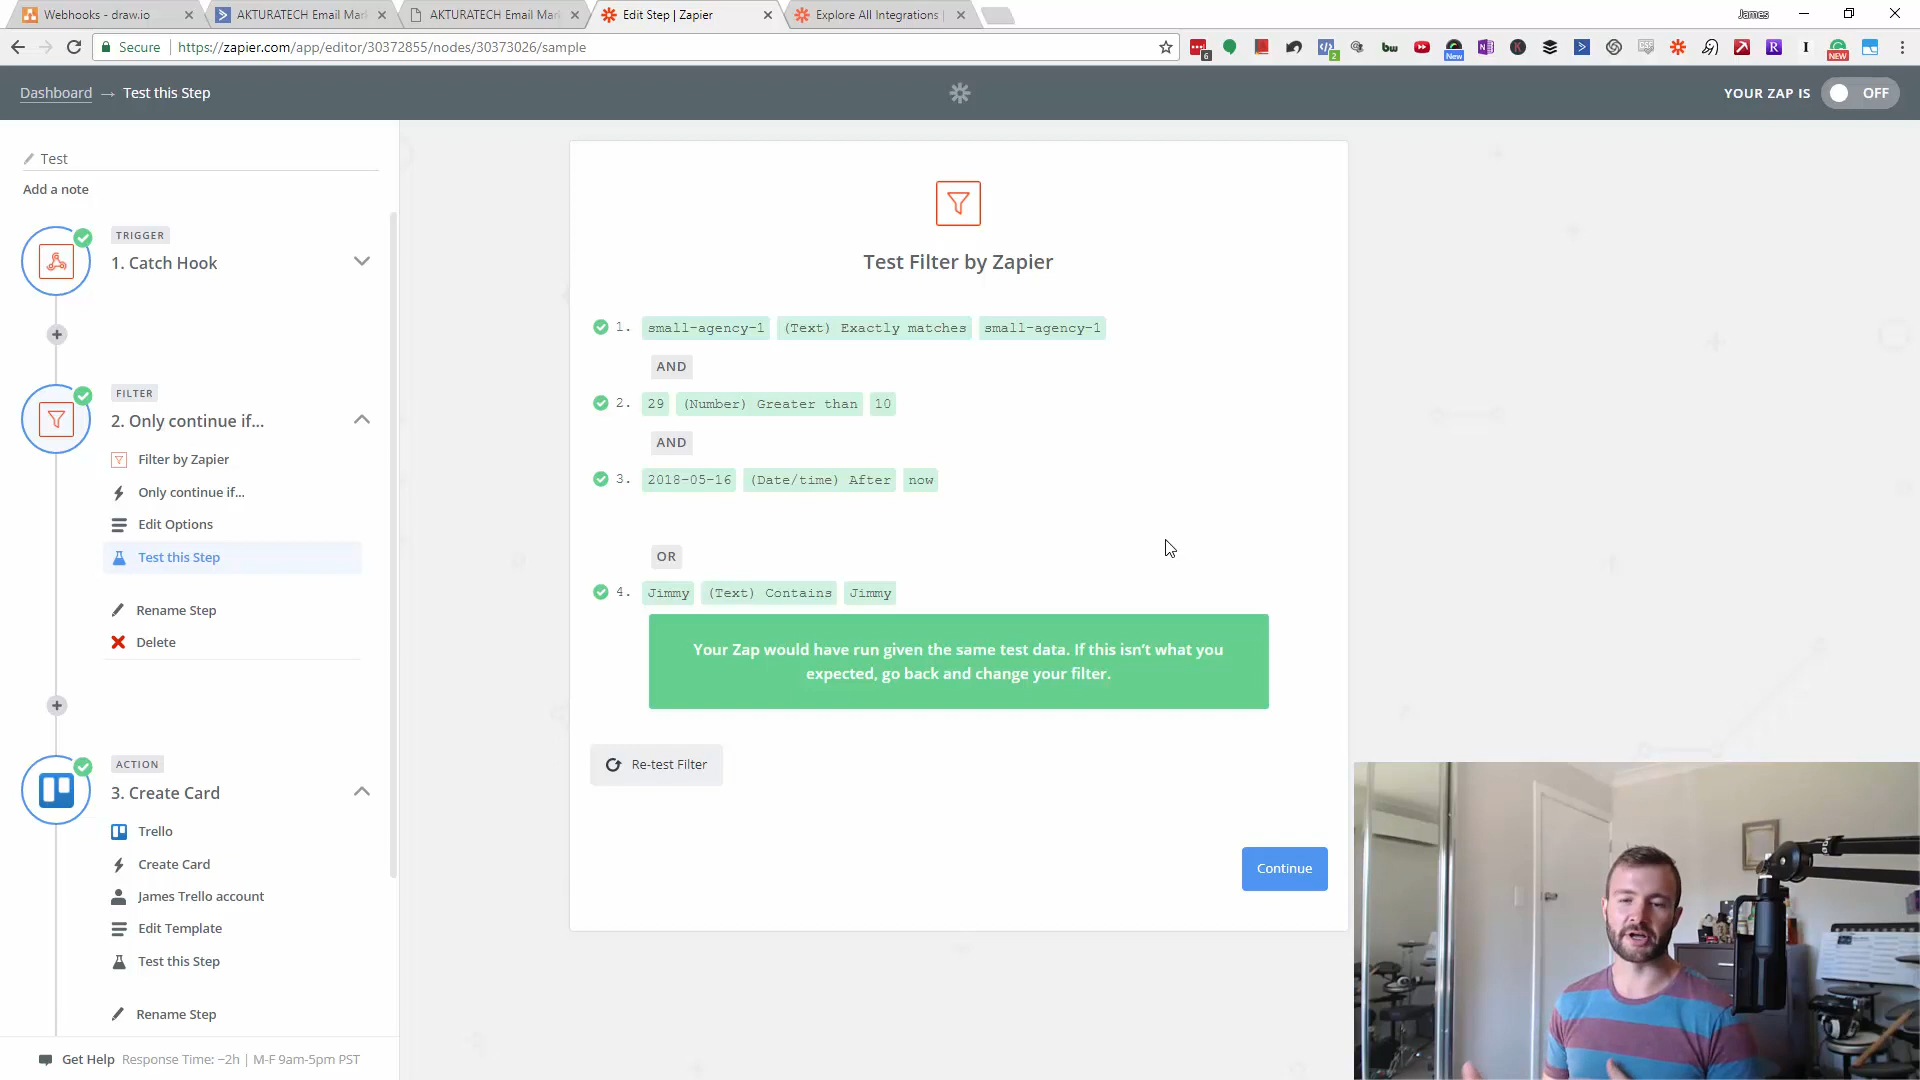 Webhooks - draw.io
AKTURATECH Email Mark
AKTURATECH Email Mark
Edit Step | Zapier
Explore All Integrations |
James
Secure
https://zapier.com/app/editor/30372855/nodes/30373026/sample
Dashboard → Test this Step
YOUR ZAP IS OFF
Test
Add a note
TRIGGER
1. Catch Hook
FILTER
2. Only continue if...
Filter by Zapier
Only continue if...
Edit Options
Test this Step
Rename Step
Delete
ACTION
3. Create Card
Trello
Create Card
James Trello account
Edit Template
Test this Step
Rename Step
Get Help Response Time: ~2h | M-F 9am-5pm PST
Test Filter by Zapier
1. small-agency-1 (Text) Exactly matches small-agency-1
AND
2. 29 (Number) Greater than 10
AND
3. 2018-05-16 (Date/time) After now
OR
4. Jimmy (Text) Contains Jimmy
Your Zap would have run given the same test data. If this isn't what you
expected, go back and change your filter.
Re-test Filter
Continue